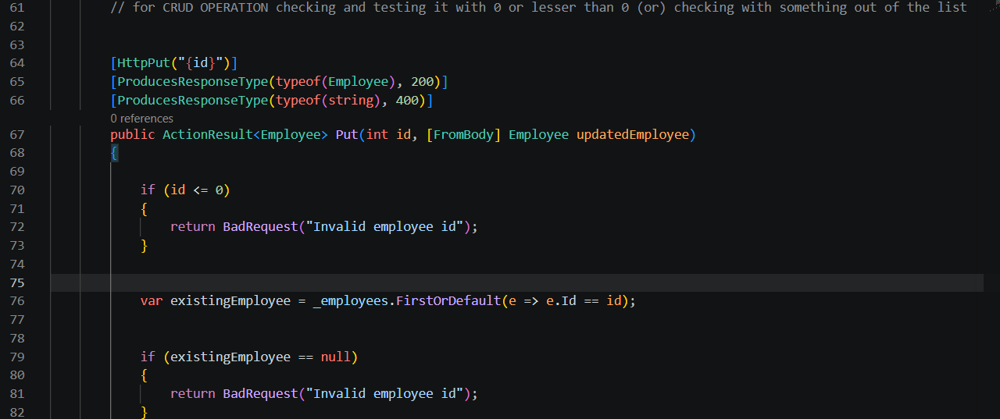 61 // for CRUD OPERATION checking and testing it with 0 or lesser than 0 (or) checking with something out of the list
62
63
64 [HttpPut("{id}")]
65 [ProducesResponseType(typeof(Employee), 200)]
66 [ProducesResponseType(typeof(string), 400)]
0 references
67 public ActionResult<Employee> Put(int id, [FromBody] Employee updatedEmployee)
68 {
69
70 if (id <= 0)
71 {
72 return BadRequest("Invalid employee id");
73 }
74
75
76 var existingEmployee = _employees.FirstOrDefault(e => e.Id == id);
77
78
79 if (existingEmployee == null)
80 {
81 return BadRequest("Invalid employee id");
82 }